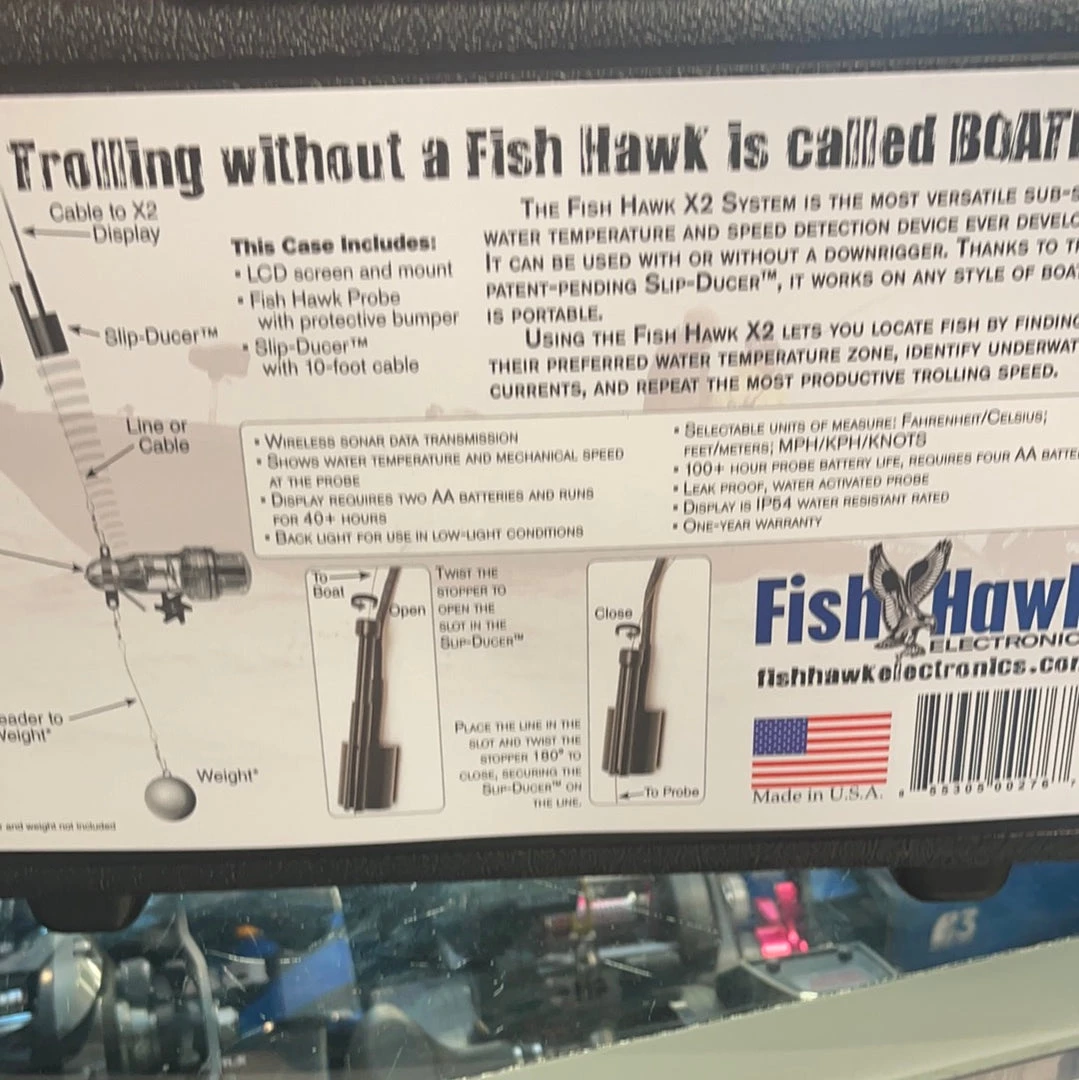 Trolling without a Fish Hawk is called
Cable to X2
Display
Slip-Ducer™
Line or
Cable
Weight*
and weight not included
This Case Includes:
• LCD screen and mount
• Fish Hawk Probe
with protective bumper
• Slip-Ducer™
with 10-foot cable
The Fish Hawk X2 System is the most versatile
water temperature and speed detection device ever
It can be used with or without a downrigger. Thanks to
patent-pending Slip-Ducer™, it works on any style of
is portable.
Using the Fish Hawk X2 lets you locate fish by finding
their preferred water temperature zone, identify
currents, and repeat the most productive trolling speed.
• Wireless sonar data transmission
• Shows water temperature and mechanical speed
at the probe
• Display requires two AA batteries and runs
for 40+ hours
• Back light for use in low-light conditions
• Selectable units of measure: Fahrenheit/Celsius;
feet/meters; MPH/KPH/KNOTS
• 100+ hour probe battery life, requires four AA
• Leak proof, water activated probe
• Display is IP54 water resistant rated
• One-year warranty
To
Boat
Open
Twist the
stopper to
open the
slot in the
Slip-Ducer™
Place the line in the
slot and twist the
stopper 180° to
close, securing the
Slip-Ducer™ on
the line.
Close
To Probe
Fish Hawk
fishhawkelectronics.com
Made in U.S.A.